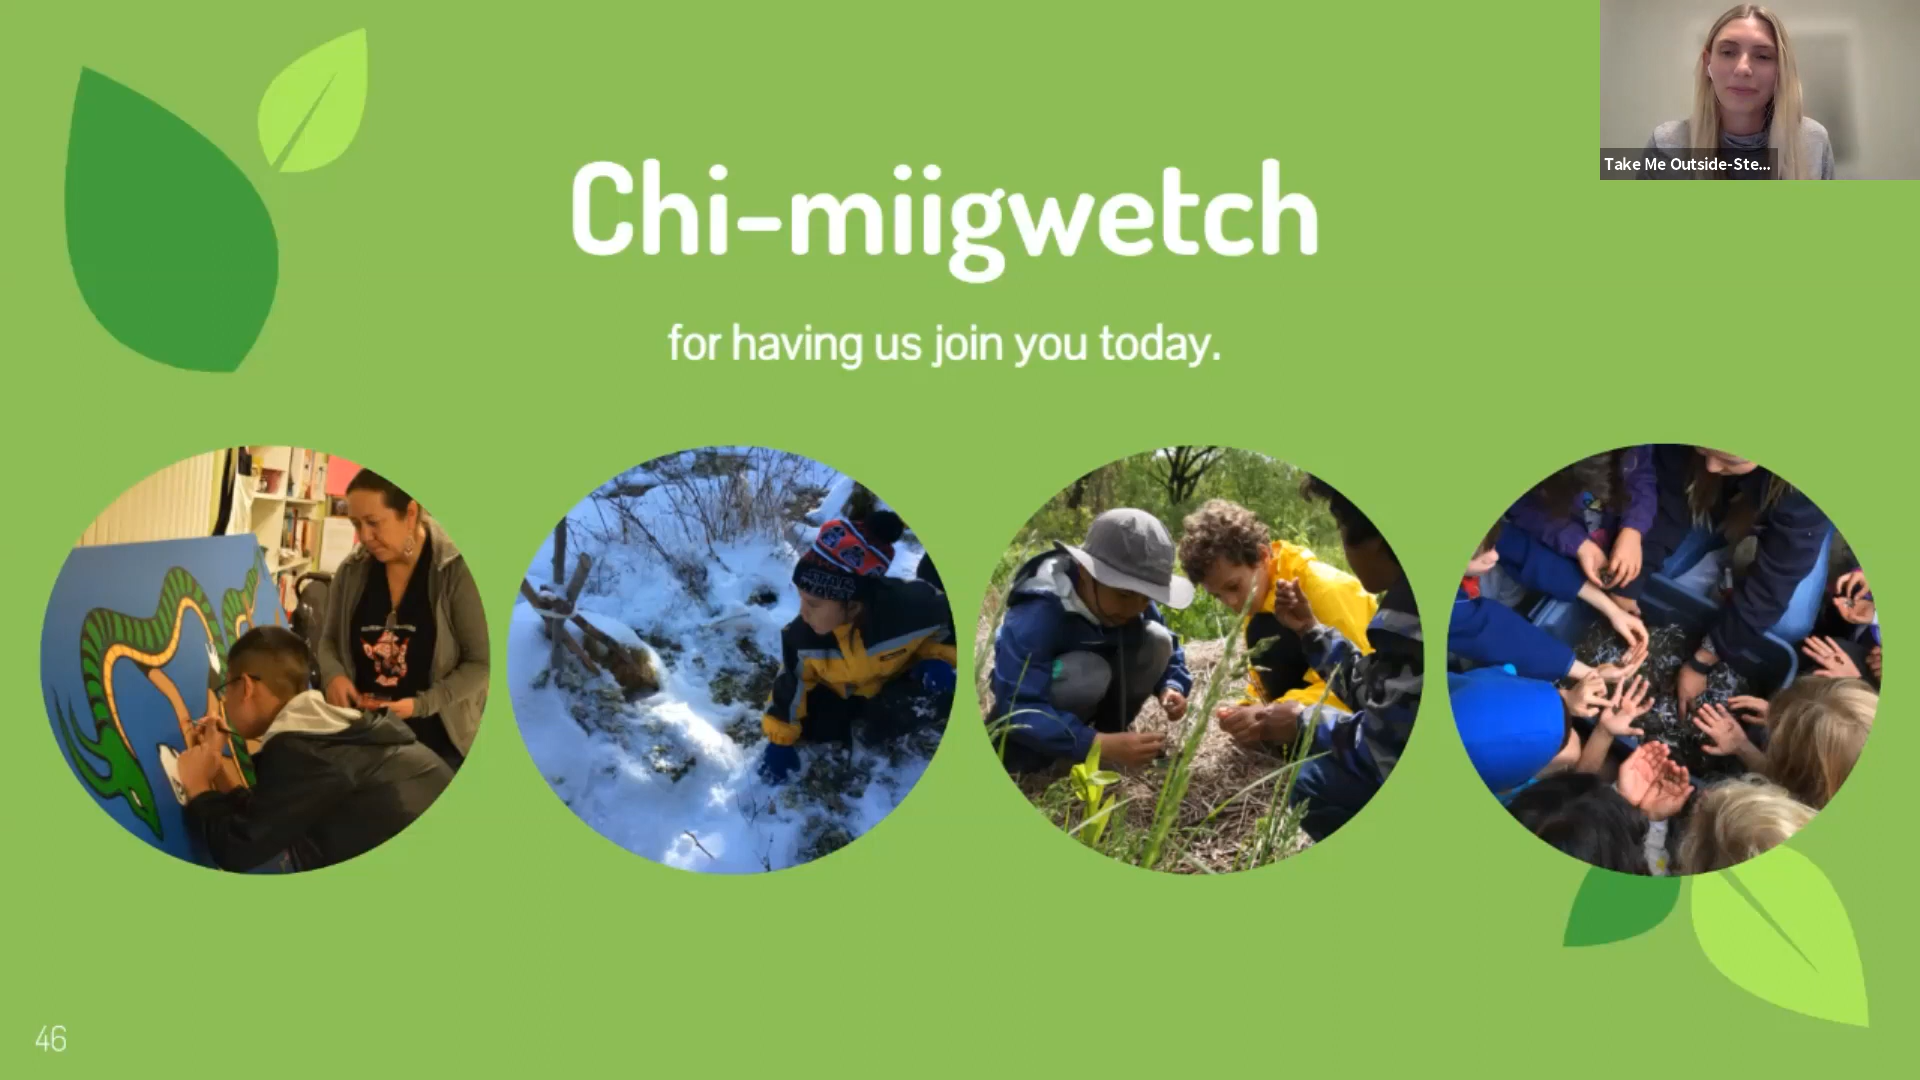 Chi-miigwetch
for having us join you today.
Take Me Outside-Ste...
46